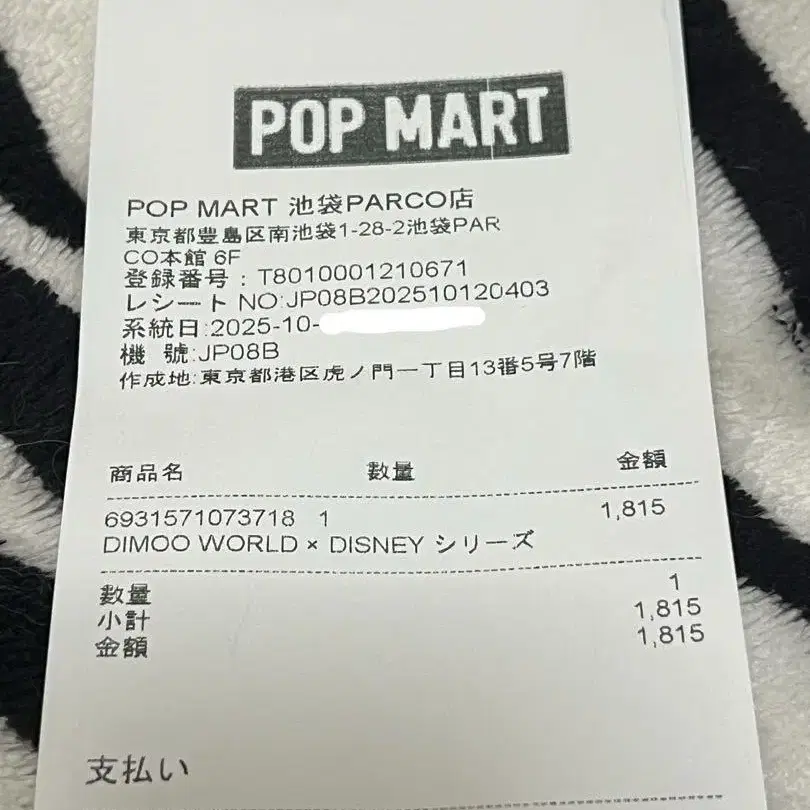 POP MART
POP MART 池袋PARCO店
東京都豊島区南池袋1-28-2池袋PAR
CO本館 6F
登録番号 : T8010001210671
レシート NO:JP08B202510120403
系統日:2025-10-
機 號:JP08B
作成地:東京都港区虎ノ門一丁目13番5号7階
商品名 数量 金額
6931571073718 1 1,815
DIMOO WORLD × DISNEY シリーズ
数量 1
小計 1,815
金額 1,815
支払い